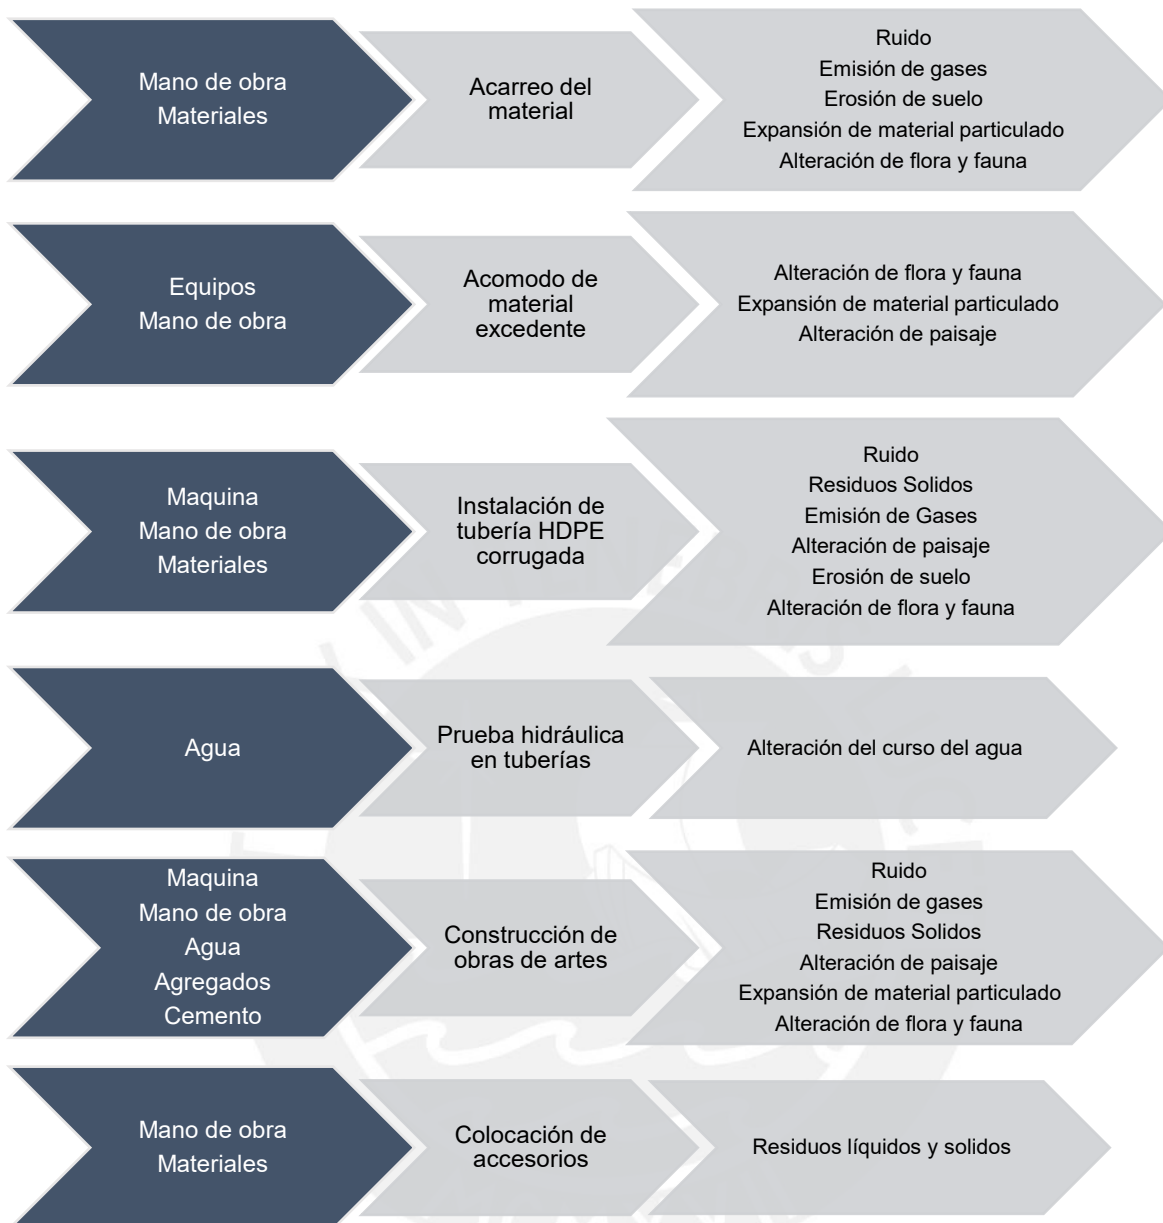 Mano de obra
Materiales
Acarreo del
material
Ruido
Emisión de gases
Erosión de suelo
Expansión de material particulado
Alteración de flora y fauna
Equipos
Mano de obra
Acomodo de
material
excedente
Alteración de flora y fauna
Expansión de material particulado
Alteración de paisaje
Maquina
Mano de obra
Materiales
Instalación de
tubería HDPE
corrugada
Ruido
Residuos Solidos
Emisión de Gases
Alteración de paisaje
Erosión de suelo
Alteración de flora y fauna
Agua
Prueba hidráulica
en tuberías
Alteración del curso del agua
Maquina
Mano de obra
Agua
Agregados
Cemento
Construcción de
obras de artes
Ruido
Emisión de gases
Residuos Solidos
Alteración de paisaje
Expansión de material particulado
Alteración de flora y fauna
Mano de obra
Materiales
Colocación de
accesorios
Residuos líquidos y solidos